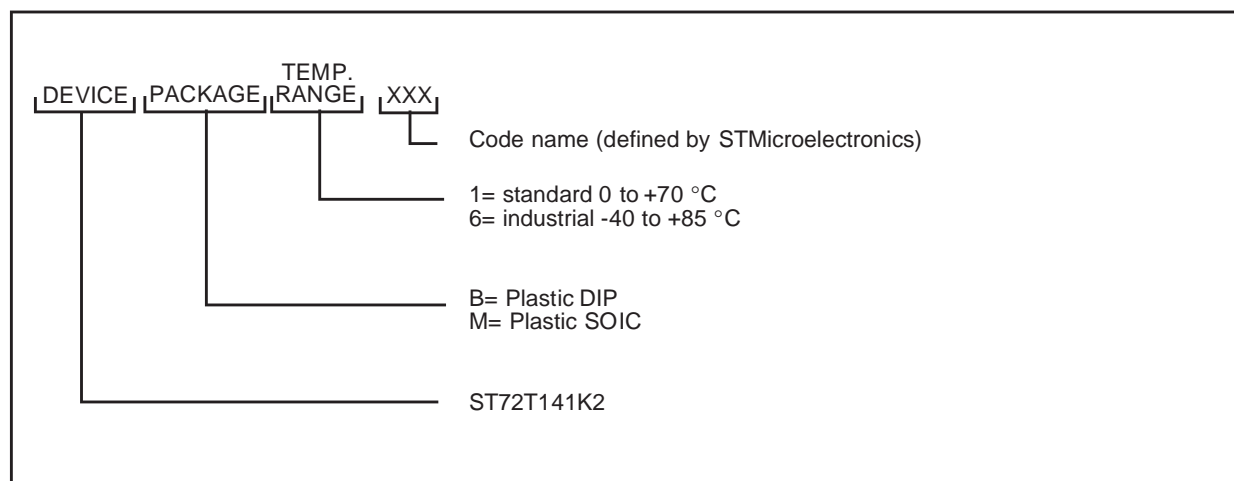 TEMP.
DEVICE PACKAGE RANGE XXX
Code name (defined by STMicroelectronics)
1= standard 0 to +70 °C
6= industrial -40 to +85 °C
B= Plastic DIP
M= Plastic SOIC
ST72T141K2